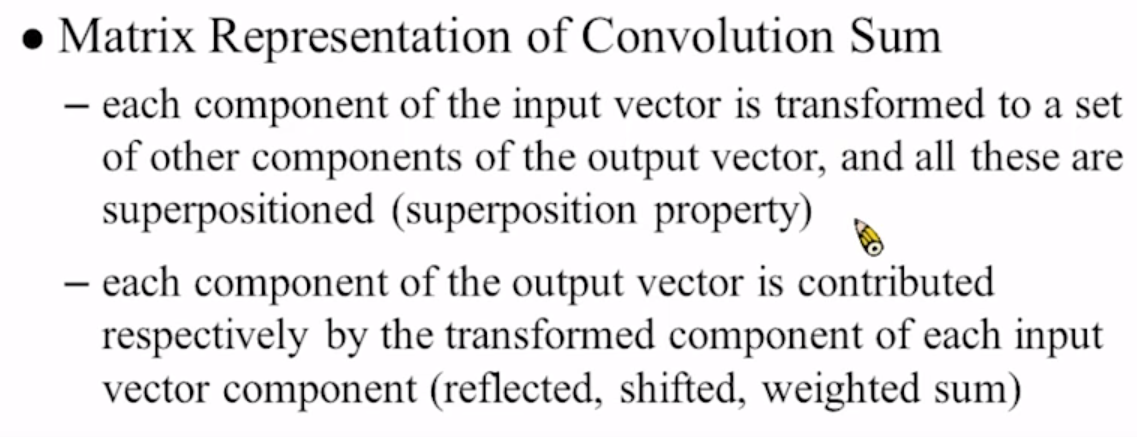 • Matrix Representation of Convolution Sum
– each component of the input vector is transformed to a set
of other components of the output vector, and all these are
superpositioned (superposition property)
– each component of the output vector is contributed
respectively by the transformed component of each input
vector component (reflected, shifted, weighted sum)